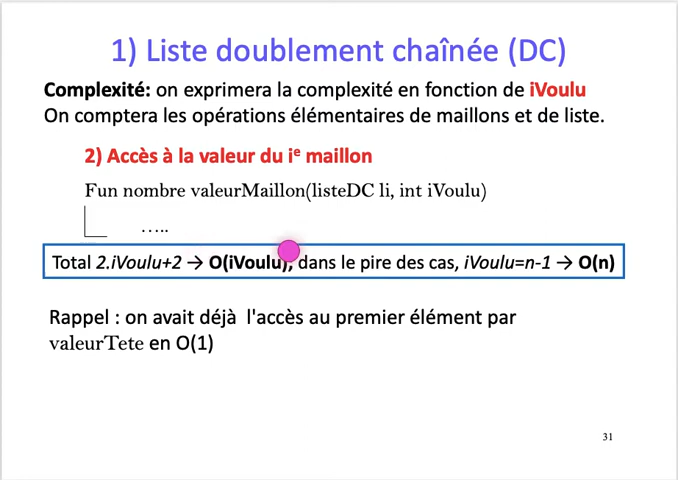 1) Liste doublement chaînée (DC)
Complexité: on exprimera la complexité en fonction de iVoulu
On comptera les opérations élémentaires de maillons et de liste.
2) Accès à la valeur du iᵉ maillon
Fun nombre valeurMaillon(listeDC li, int iVoulu)
.....
Total 2.iVoulu+2 → O(iVoulu), dans le pire des cas, iVoulu=n-1 → O(n)
Rappel : on avait déjà l'accès au premier élément par
valeurTete en O(1)
31